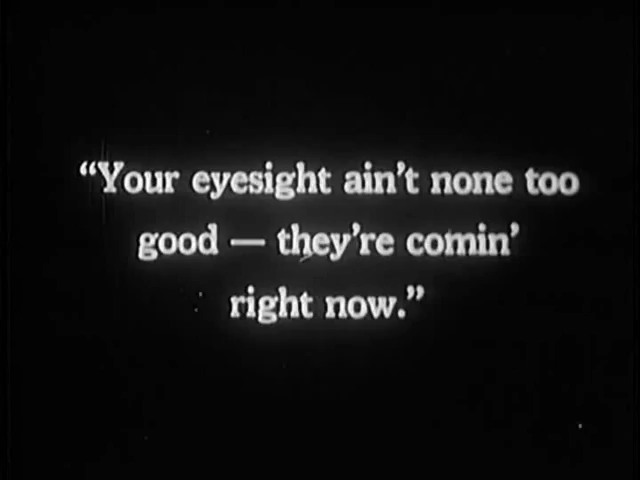 “Your eyesight ain’t none too
good — they’re comin’
right now.”